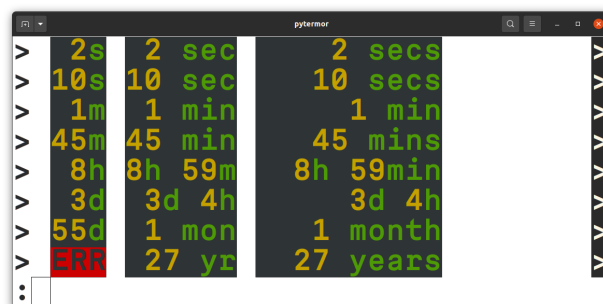 pytermor
> 2s 2 sec 2 secs >
> 10s 10 sec 10 secs >
> 1m 1 min 1 min >
> 45m 45 min 45 mins >
> 8h 8h 59m 8h 59min >
> 3d 3d 4h 3d 4h >
> 55d 1 mon 1 month >
> ERR 27 yr 27 years >
: